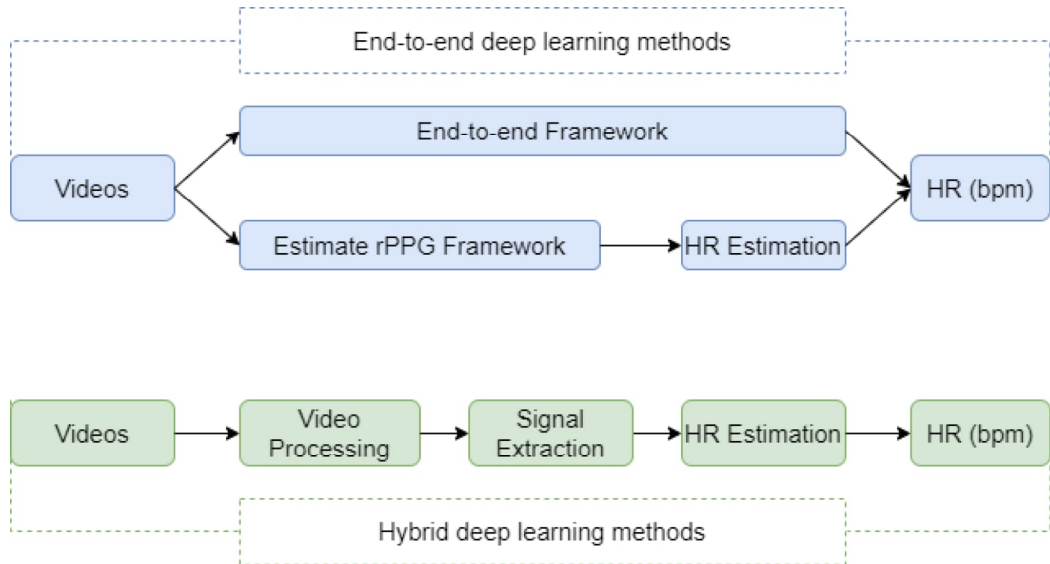 End-to-end deep learning methods
End-to-end Framework
Videos
HR (bpm)
Estimate rPPG Framework
HR Estimation
Videos
Video
Processing
Signal
Extraction
HR Estimation
HR (bpm)
Hybrid deep learning methods